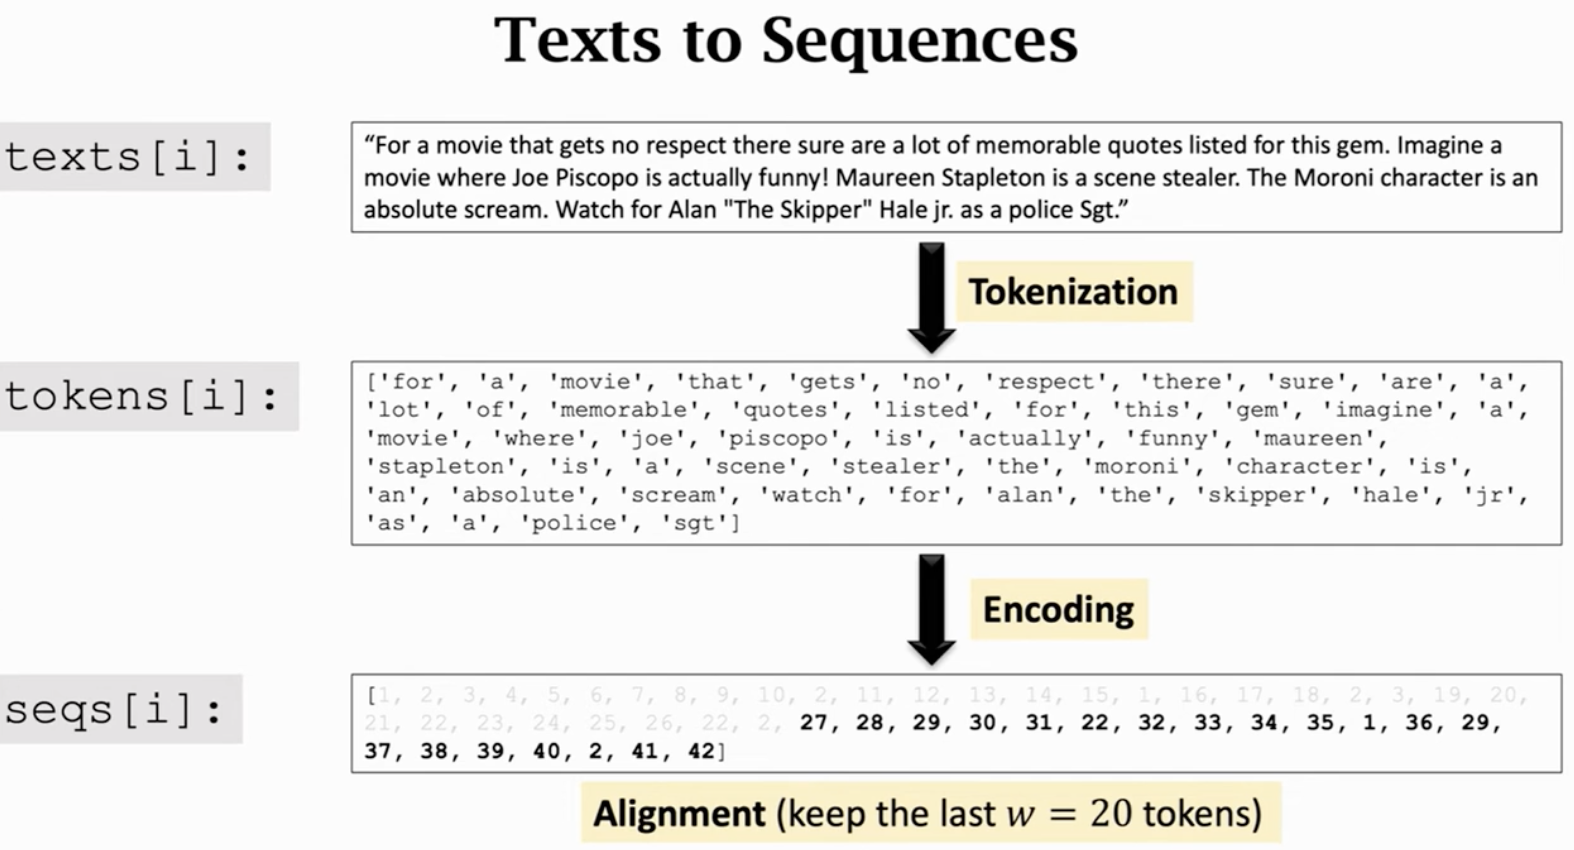 Texts to Sequences
texts[i]:
“For a movie that gets no respect there sure are a lot of memorable quotes listed for this gem. Imagine a
movie where Joe Piscopo is actually funny! Maureen Stapleton is a scene stealer. The Moroni character is an
absolute scream. Watch for Alan "The Skipper" Hale jr. as a police Sgt.”
Tokenization
tokens[i]:
['for', 'a', 'movie', 'that', 'gets', 'no', 'respect', 'there', 'sure', 'are', 'a',
'lot', 'of', 'memorable', 'quotes', 'listed', 'for', 'this', 'gem', 'imagine', 'a',
'movie', 'where', 'joe', 'piscopo', 'is', 'actually', 'funny', 'maureen',
'stapleton', 'is', 'a', 'scene', 'stealer', 'the', 'moroni', 'character', 'is',
'an', 'absolute', 'scream', 'watch', 'for', 'alan', 'the', 'skipper', 'hale', 'jr',
'as', 'a', 'police', 'sgt']
Encoding
seqs[i]:
[1, 2, 3, 4, 5, 6, 7, 8, 9, 10, 2, 11, 12, 13, 14, 15, 1, 16, 17, 18, 2, 3, 19, 20,
21, 22, 23, 24, 25, 26, 22, 2, 27, 28, 29, 30, 31, 22, 32, 33, 34, 35, 1, 36, 29,
37, 38, 39, 40, 2, 41, 42]
Alignment (keep the last w = 20 tokens)